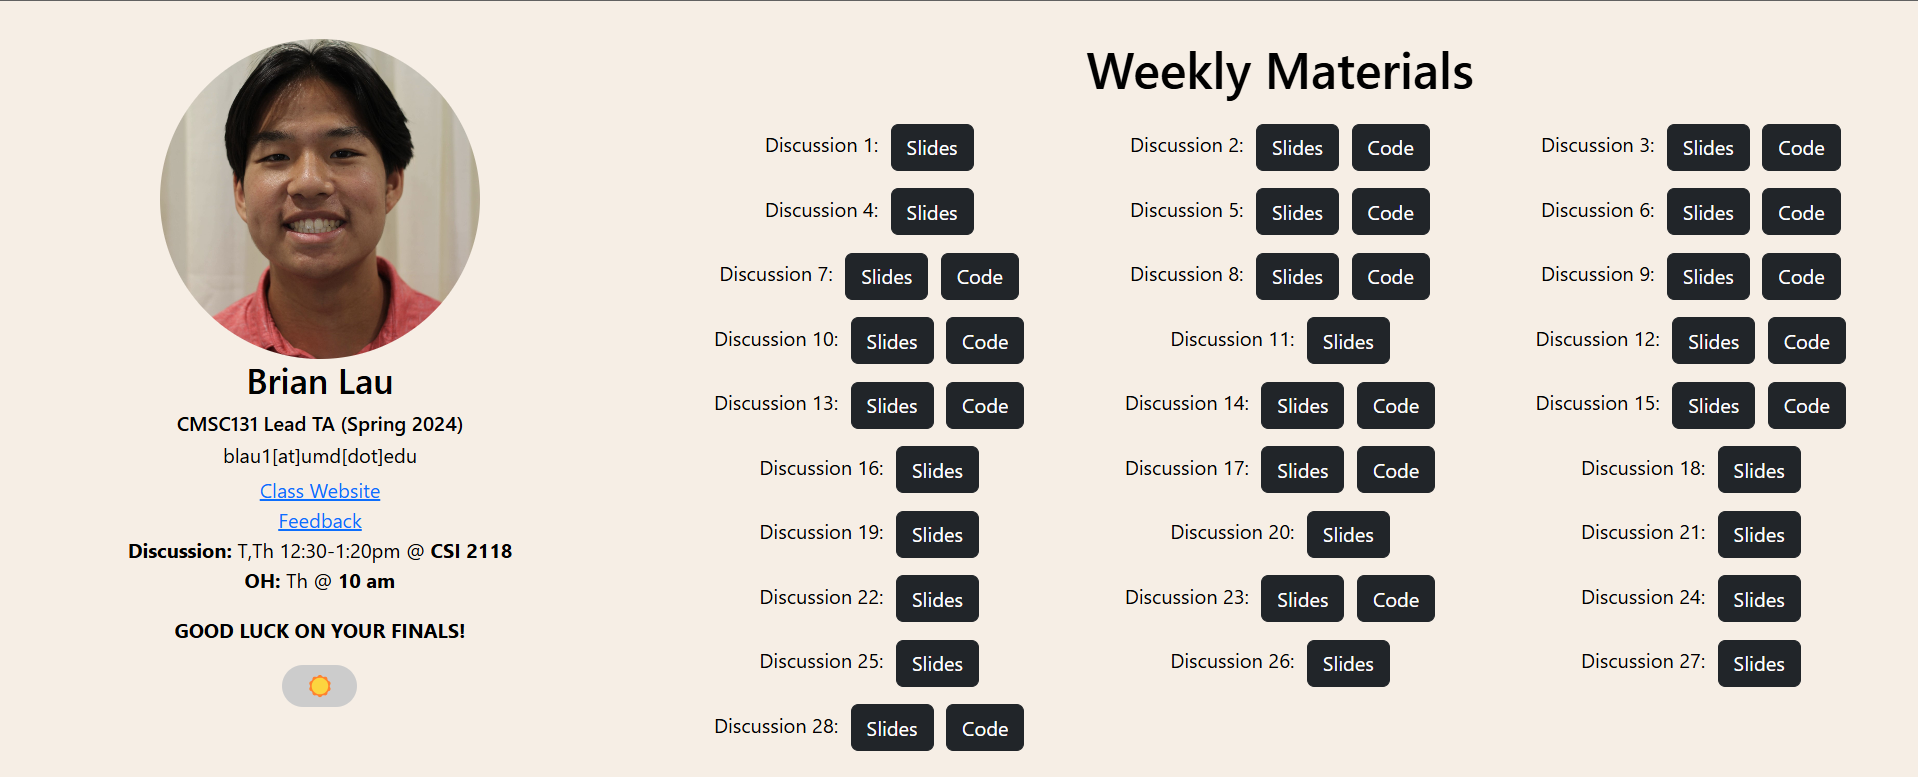 Brian Lau
CMSC131 Lead TA (Spring 2024)
blau1[at]umd[dot]edu
Class Website
Feedback
Discussion: T,Th 12:30-1:20pm @ CSI 2118
OH: Th @ 10 am
GOOD LUCK ON YOUR FINALS!
Weekly Materials
Discussion 1: Slides
Discussion 2: Slides Code
Discussion 3: Slides Code
Discussion 4: Slides
Discussion 5: Slides Code
Discussion 6: Slides Code
Discussion 7: Slides Code
Discussion 8: Slides Code
Discussion 9: Slides Code
Discussion 10: Slides Code
Discussion 11: Slides
Discussion 12: Slides Code
Discussion 13: Slides Code
Discussion 14: Slides Code
Discussion 15: Slides Code
Discussion 16: Slides
Discussion 17: Slides Code
Discussion 18: Slides
Discussion 19: Slides
Discussion 20: Slides
Discussion 21: Slides
Discussion 22: Slides
Discussion 23: Slides Code
Discussion 24: Slides
Discussion 25: Slides
Discussion 26: Slides
Discussion 27: Slides
Discussion 28: Slides Code